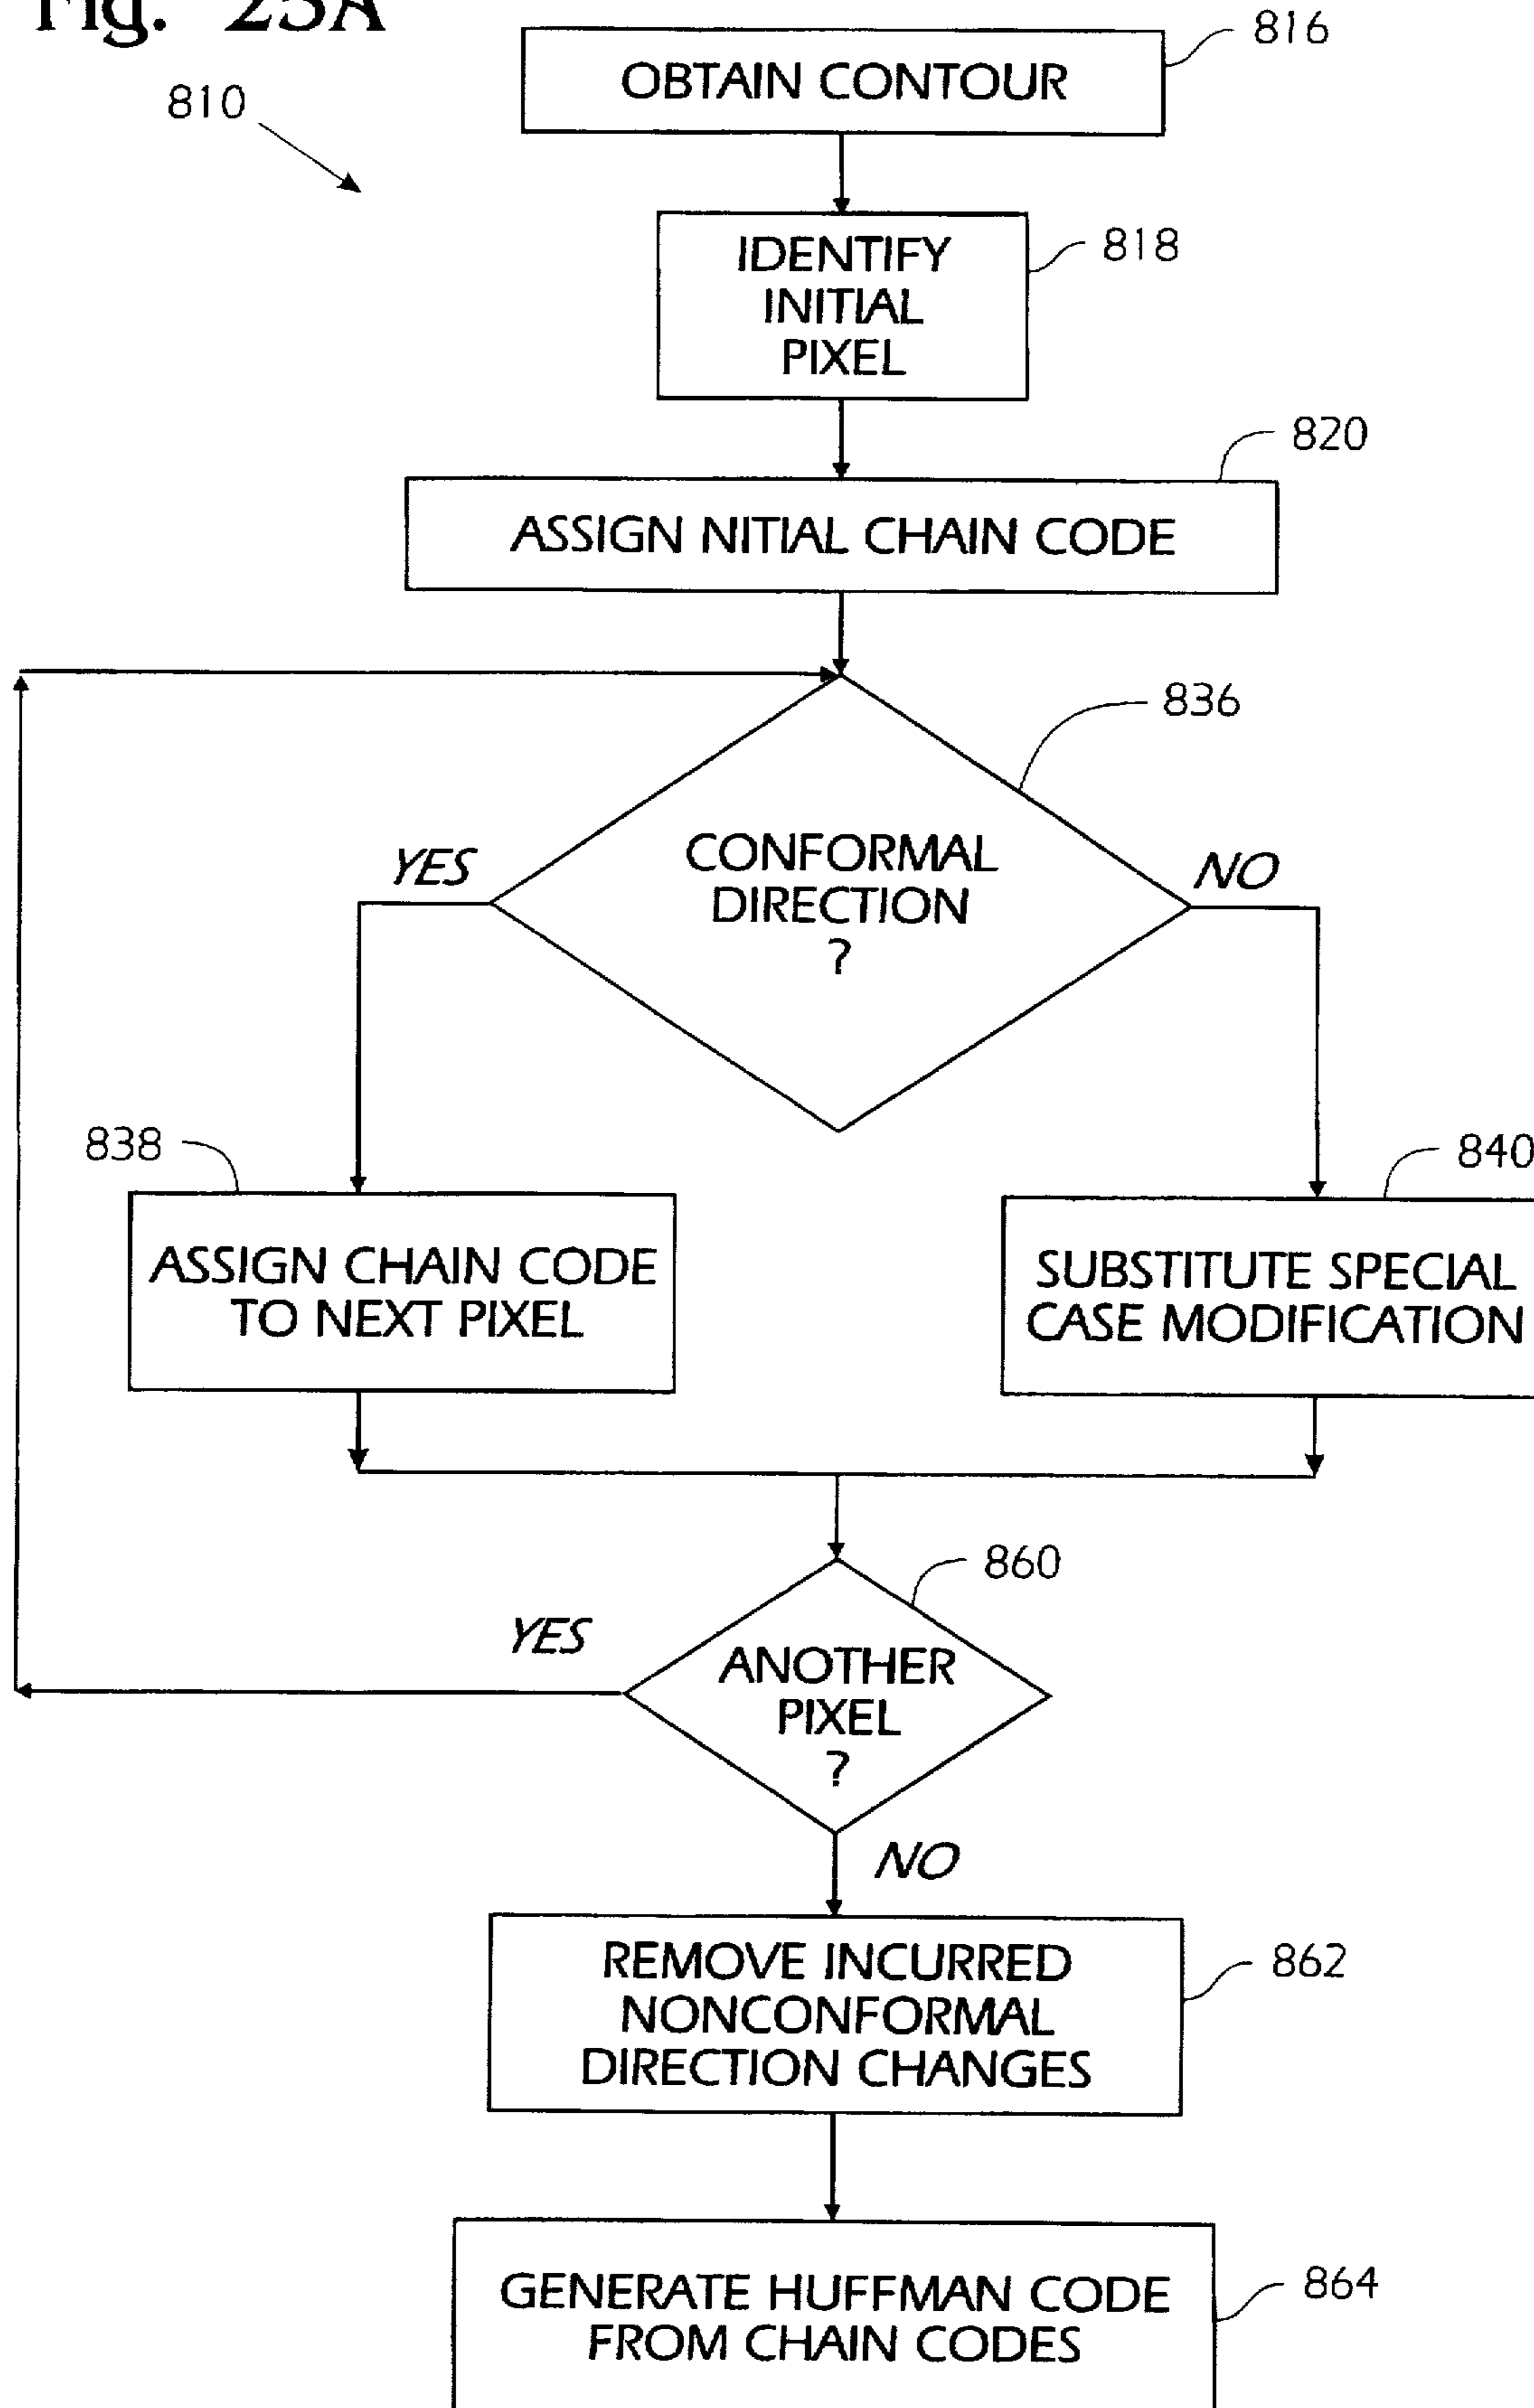 Fig. 23A
816
OBTAIN CONTOUR
810
818
IDENTIFY
INITIAL
PIXEL
820
ASSIGN NITIAL CHAIN CODE
836
CONFORMAL
DIRECTION
?
YES
NO
838
840
ASSIGN CHAIN CODE
TO NEXT PIXEL
SUBSTITUTE SPECIAL
CASE MODIFICATION
860
YES
ANOTHER
PIXEL
?
NO
862
REMOVE INCURRED
NONCONFORMAL
DIRECTION CHANGES
864
GENERATE HUFFMAN CODE
FROM CHAIN CODES